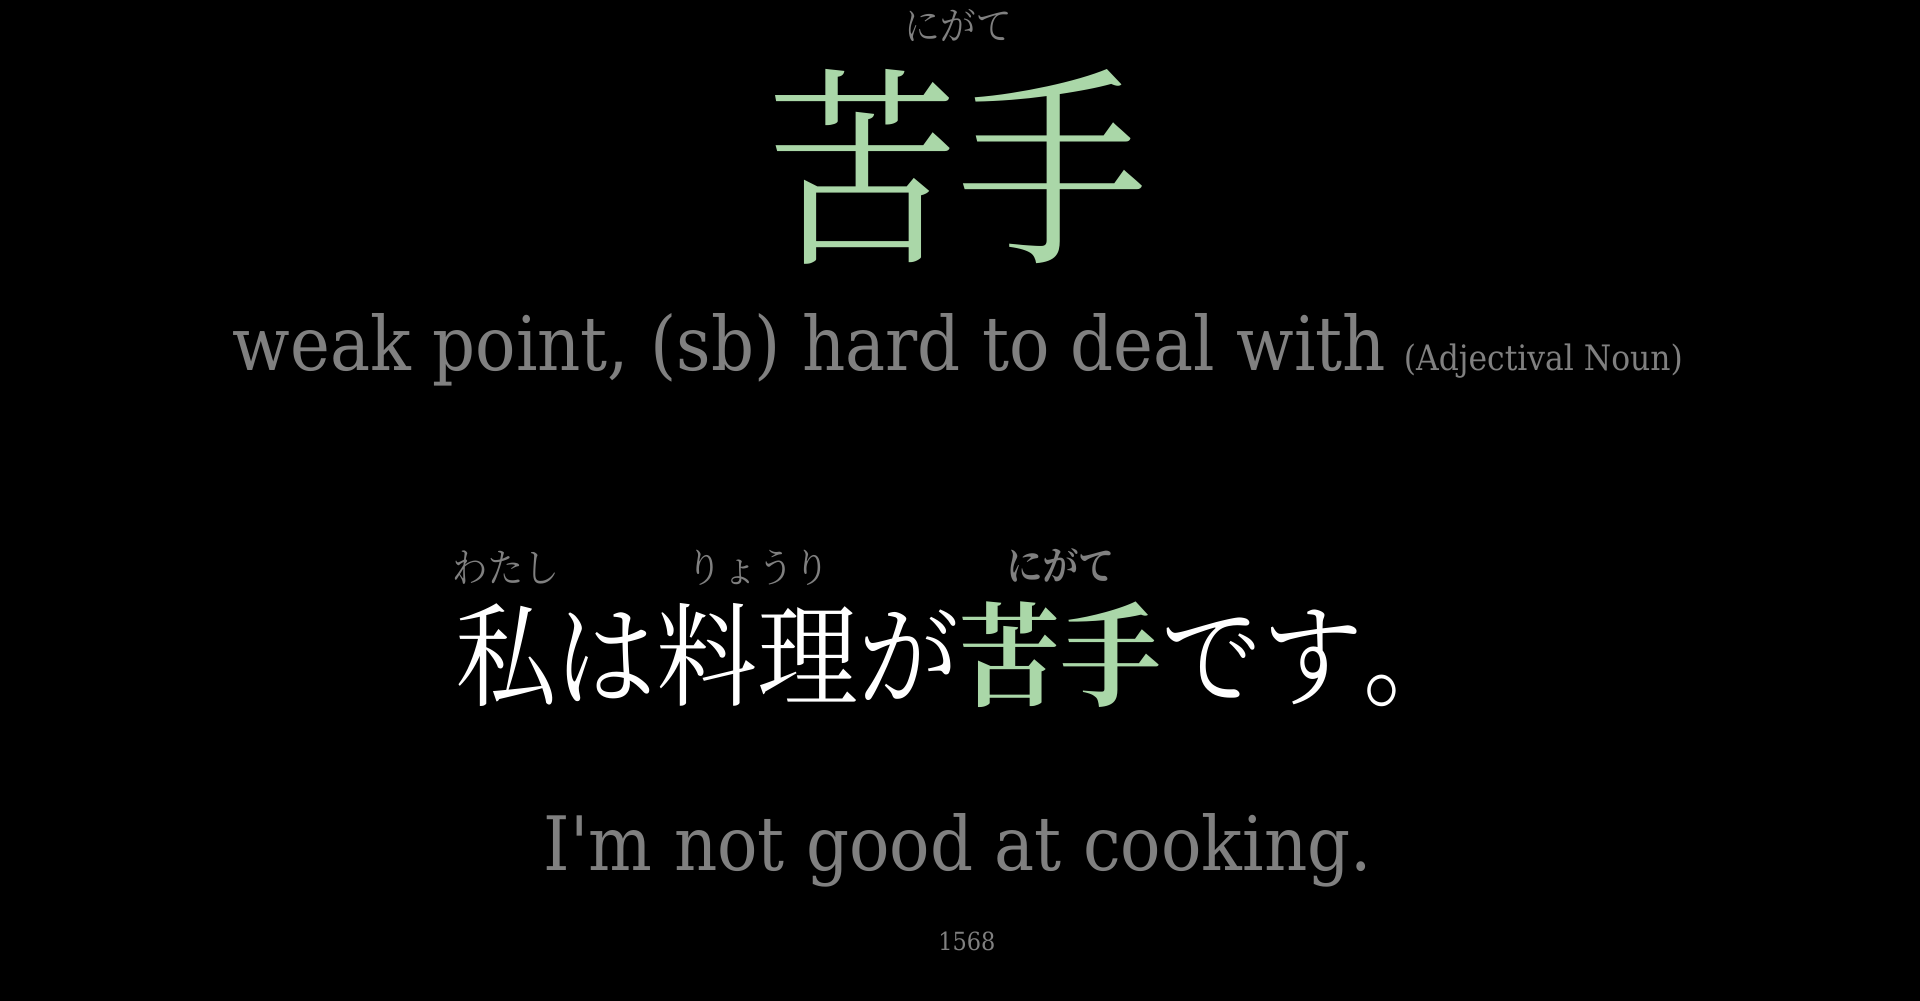 にがて
苦手
weak point, (sb) hard to deal with (Adjectival Noun)
わたし りょうり にがて
私は料理が苦手です。
I'm not good at cooking.
1568